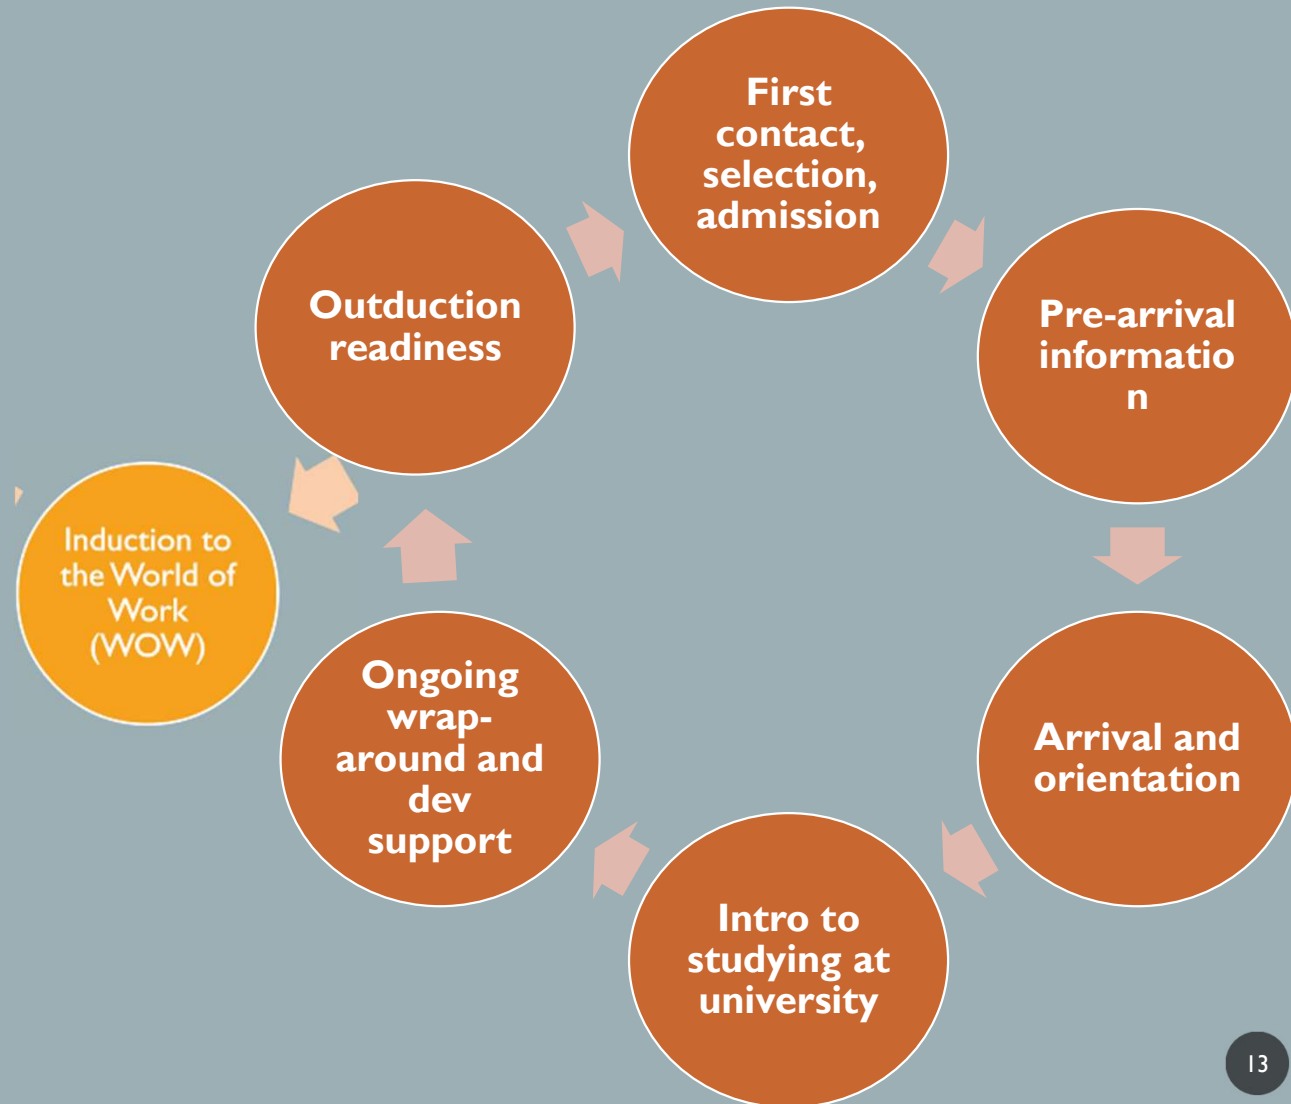 First
contact,
selection,
admission
Pre-arrival
informatio
n
Arrival and
orientation
Intro to
studying at
university
Ongoing
wrap-
around and
dev
support
Outduction
readiness
Induction to
the World of
Work
(WOW)
13